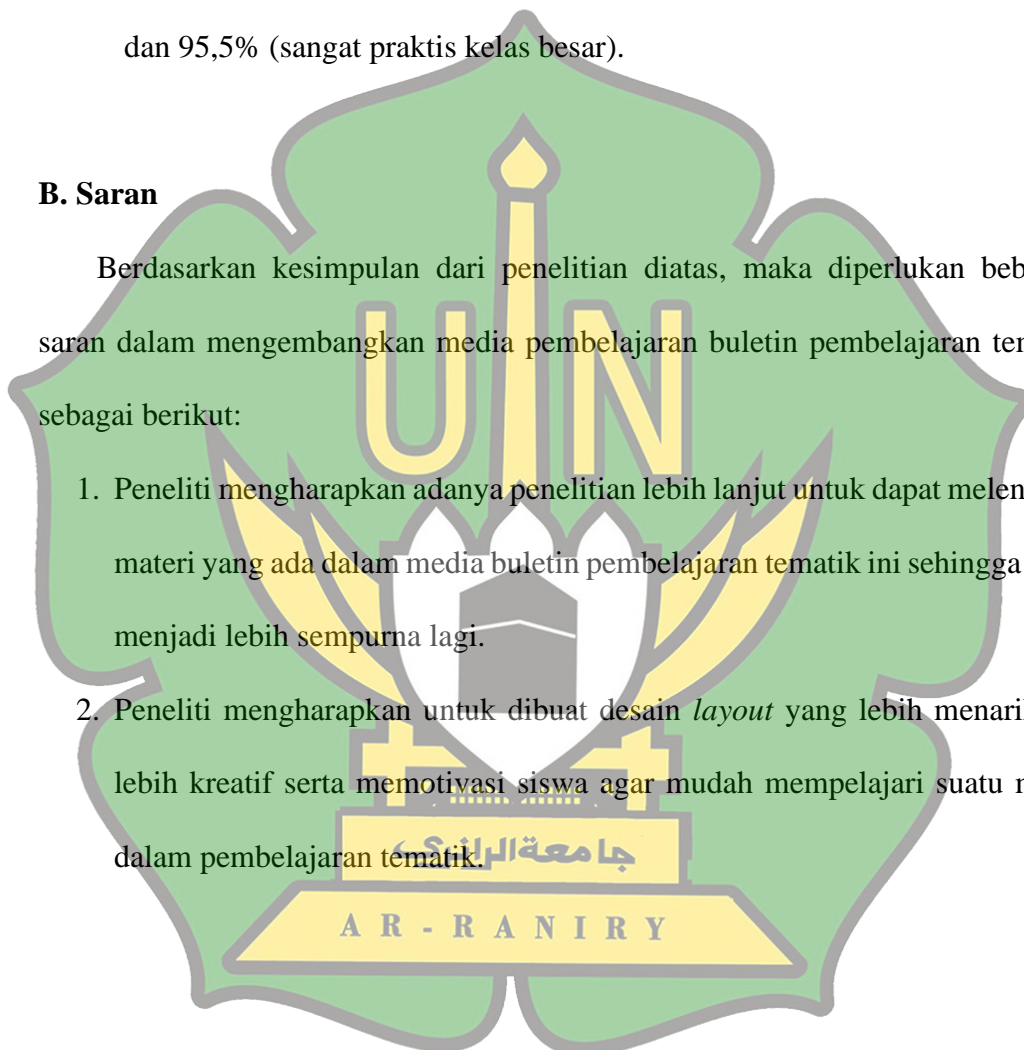 dan 95,5% (sangat praktis kelas besar).
B. Saran
Berdasarkan kesimpulan dari penelitian diatas, maka diperlukan beb
saran dalam mengembangkan media pembelajaran buletin pembelajaran ter
sebagai berikut:
1. Peneliti mengharapkan adanya penelitian lebih lanjut untuk dapat melen
materi yang ada dalam media buletin pembelajaran tematik ini sehingga
menjadi lebih sempurna lagi.
2. Peneliti mengharapkan untuk dibuat desain layout yang lebih menari
lebih kreatif serta memotivasi siswa agar mudah mempelajari suatu
dalam pembelajaran tematik.
UIN
جامعة الرانري
AR-RANIRY